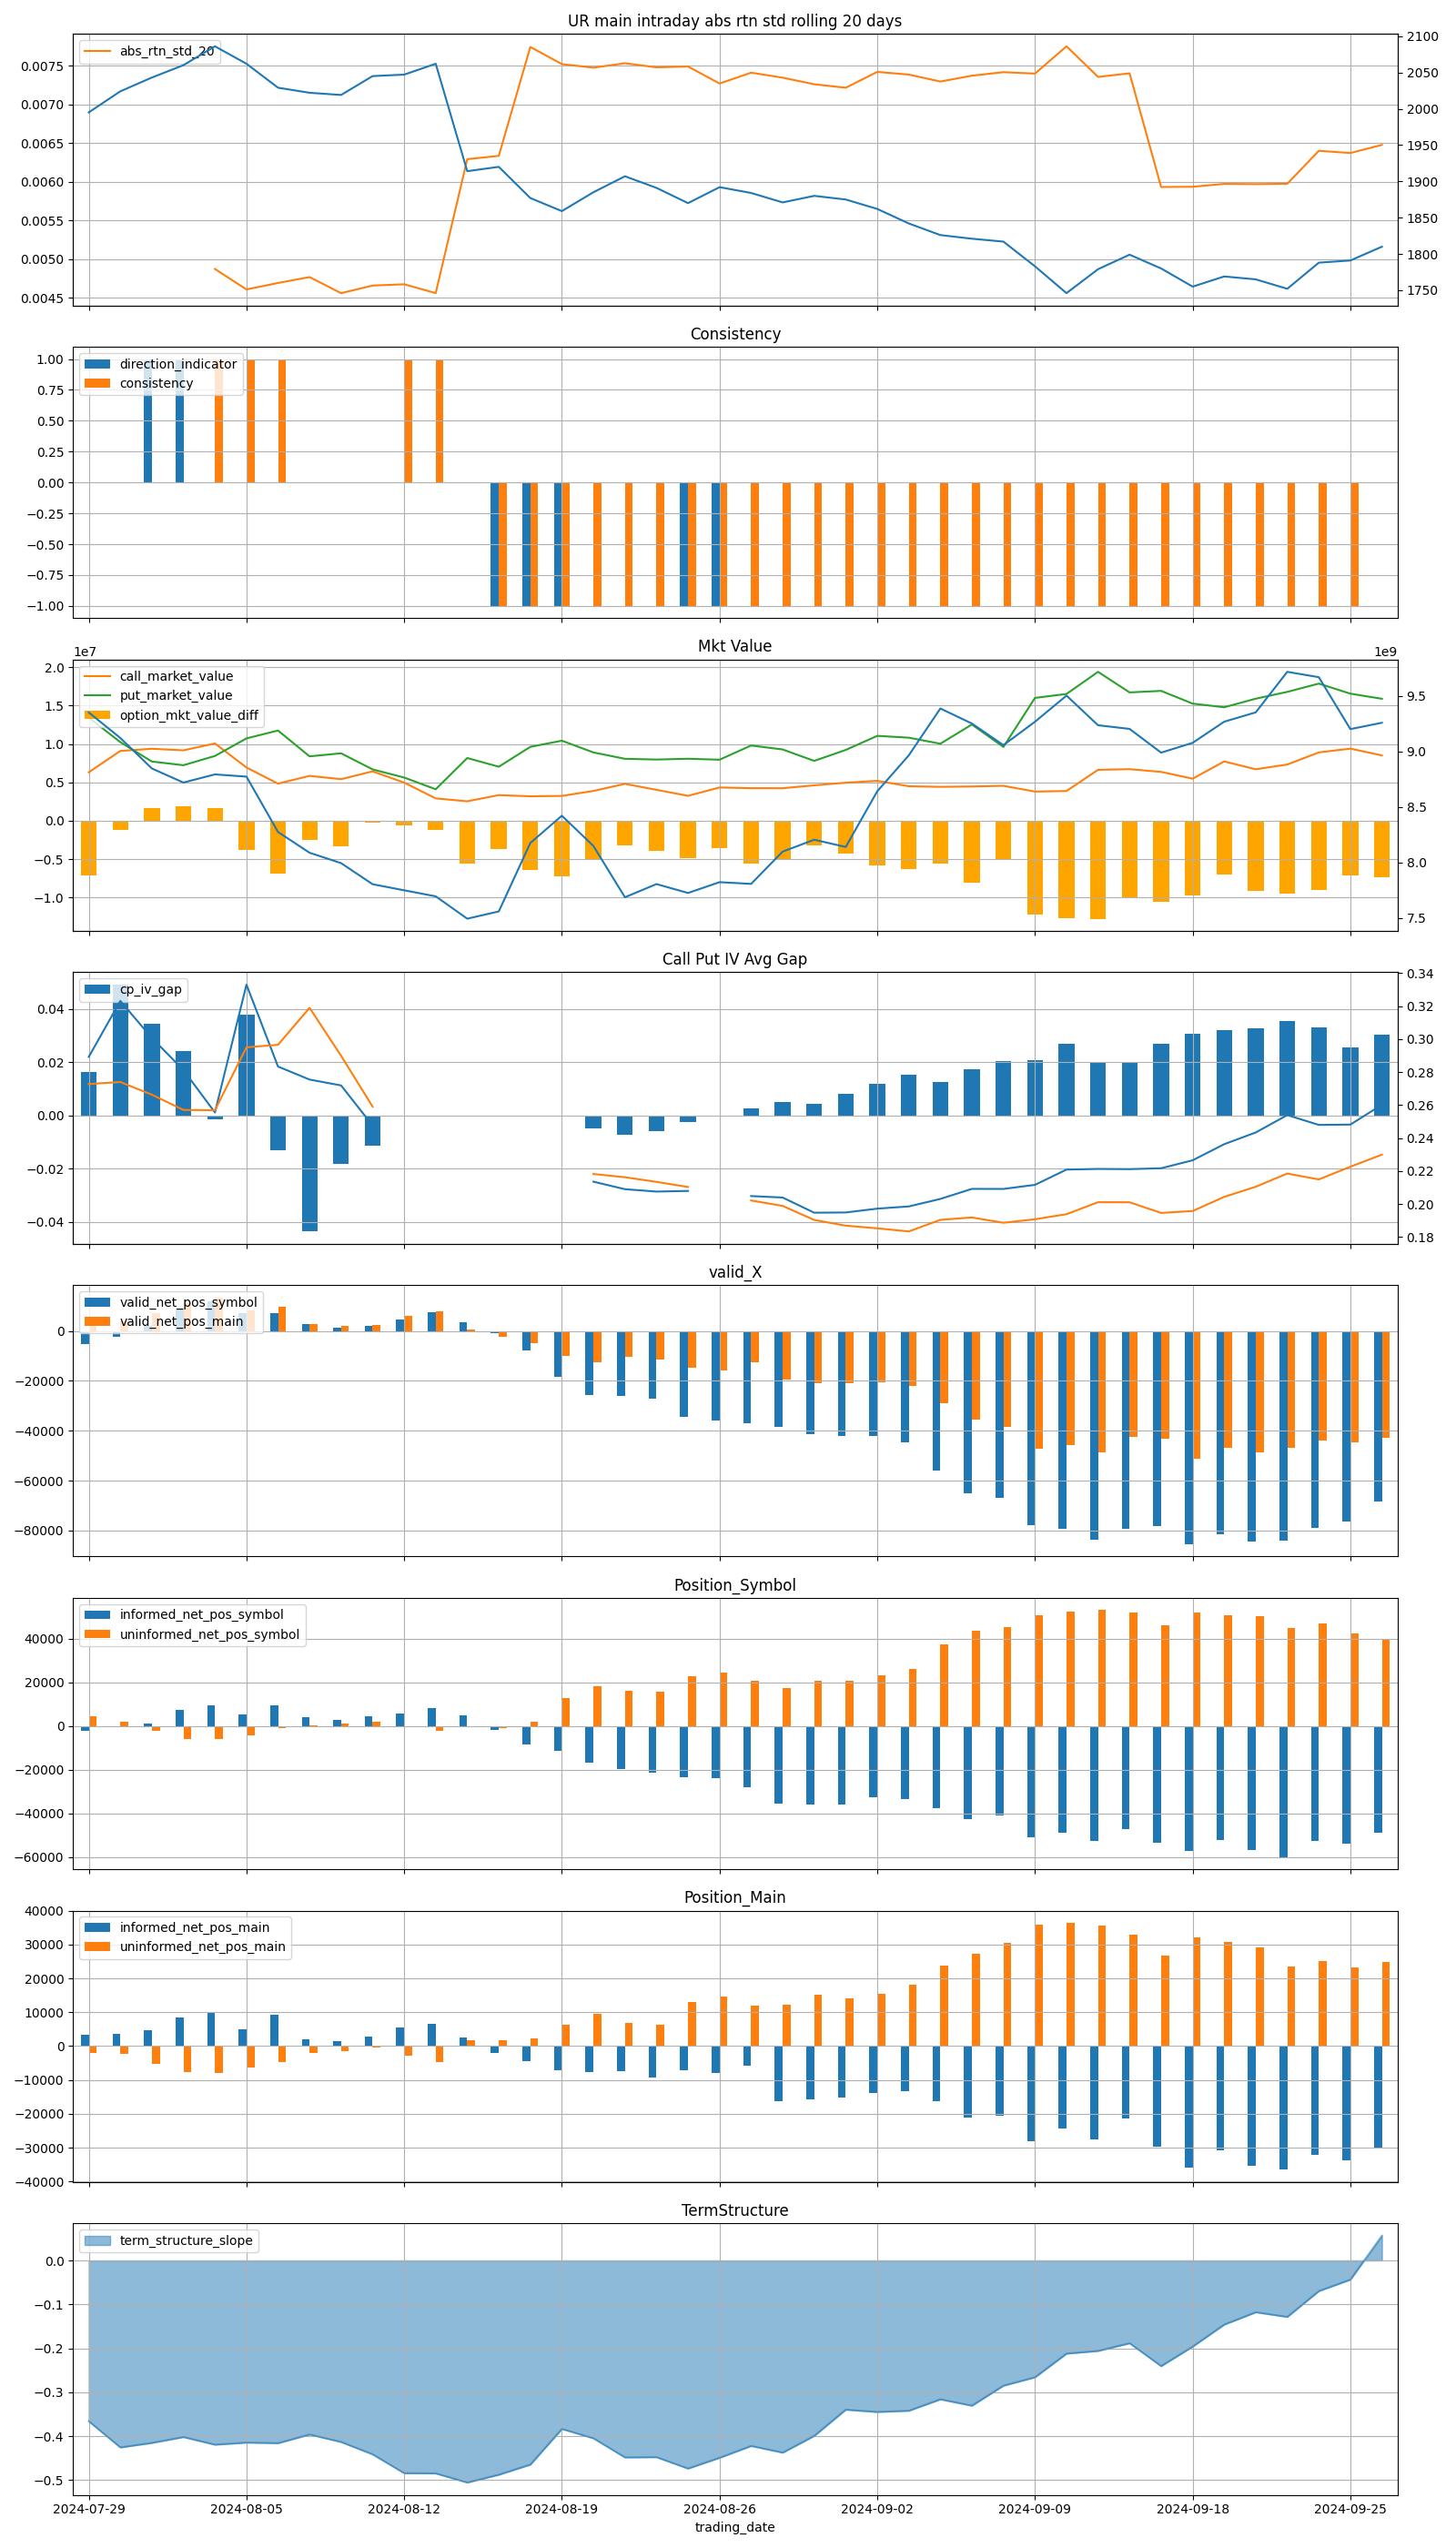 UR main intraday abs rtn std rolling 20 days
abs_rtn_std_20
0.0075
0.0070
0.0065
0.0060
0.0055
0.0050
0.0045
2100
2050
2000
1950
1900
1850
1800
1750
Consistency
direction_indicator
consistency
1.00
0.75
0.50
0.25
0.00
−0.25
−0.50
−0.75
−1.00
Mkt Value
1e7
1e9
call_market_value
put_market_value
option_mkt_value_diff
2.0
1.5
1.0
0.5
0.0
−0.5
−1.0
9.5
9.0
8.5
8.0
7.5
Call Put IV Avg Gap
cp_iv_gap
0.04
0.02
0.00
−0.02
−0.04
0.34
0.32
0.30
0.28
0.26
0.24
0.22
0.20
0.18
valid_X
valid_net_pos_symbol
valid_net_pos_main
0
−20000
−40000
−60000
−80000
Position_Symbol
informed_net_pos_symbol
uninformed_net_pos_symbol
40000
20000
0
−20000
−40000
−60000
Position_Main
informed_net_pos_main
uninformed_net_pos_main
40000
30000
20000
10000
0
−10000
−20000
−30000
−40000
TermStructure
term_structure_slope
0.0
−0.1
−0.2
−0.3
−0.4
−0.5
2024-07-29 2024-08-05 2024-08-12 2024-08-19 2024-08-26 2024-09-02 2024-09-09 2024-09-18 2024-09-25
trading_date